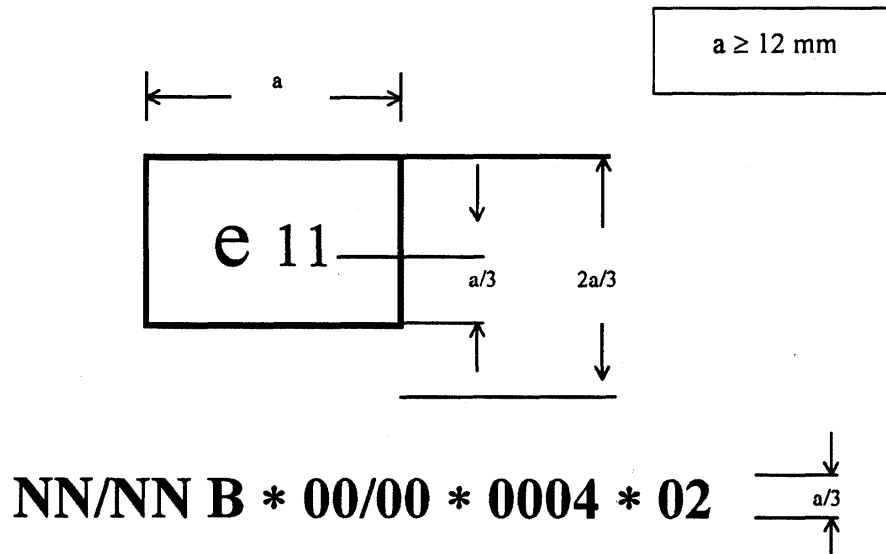 a ≥ 12 mm
a
e 11
a/3
2a/3
NN/NN B * 00/00 * 0004 * 02
a/3